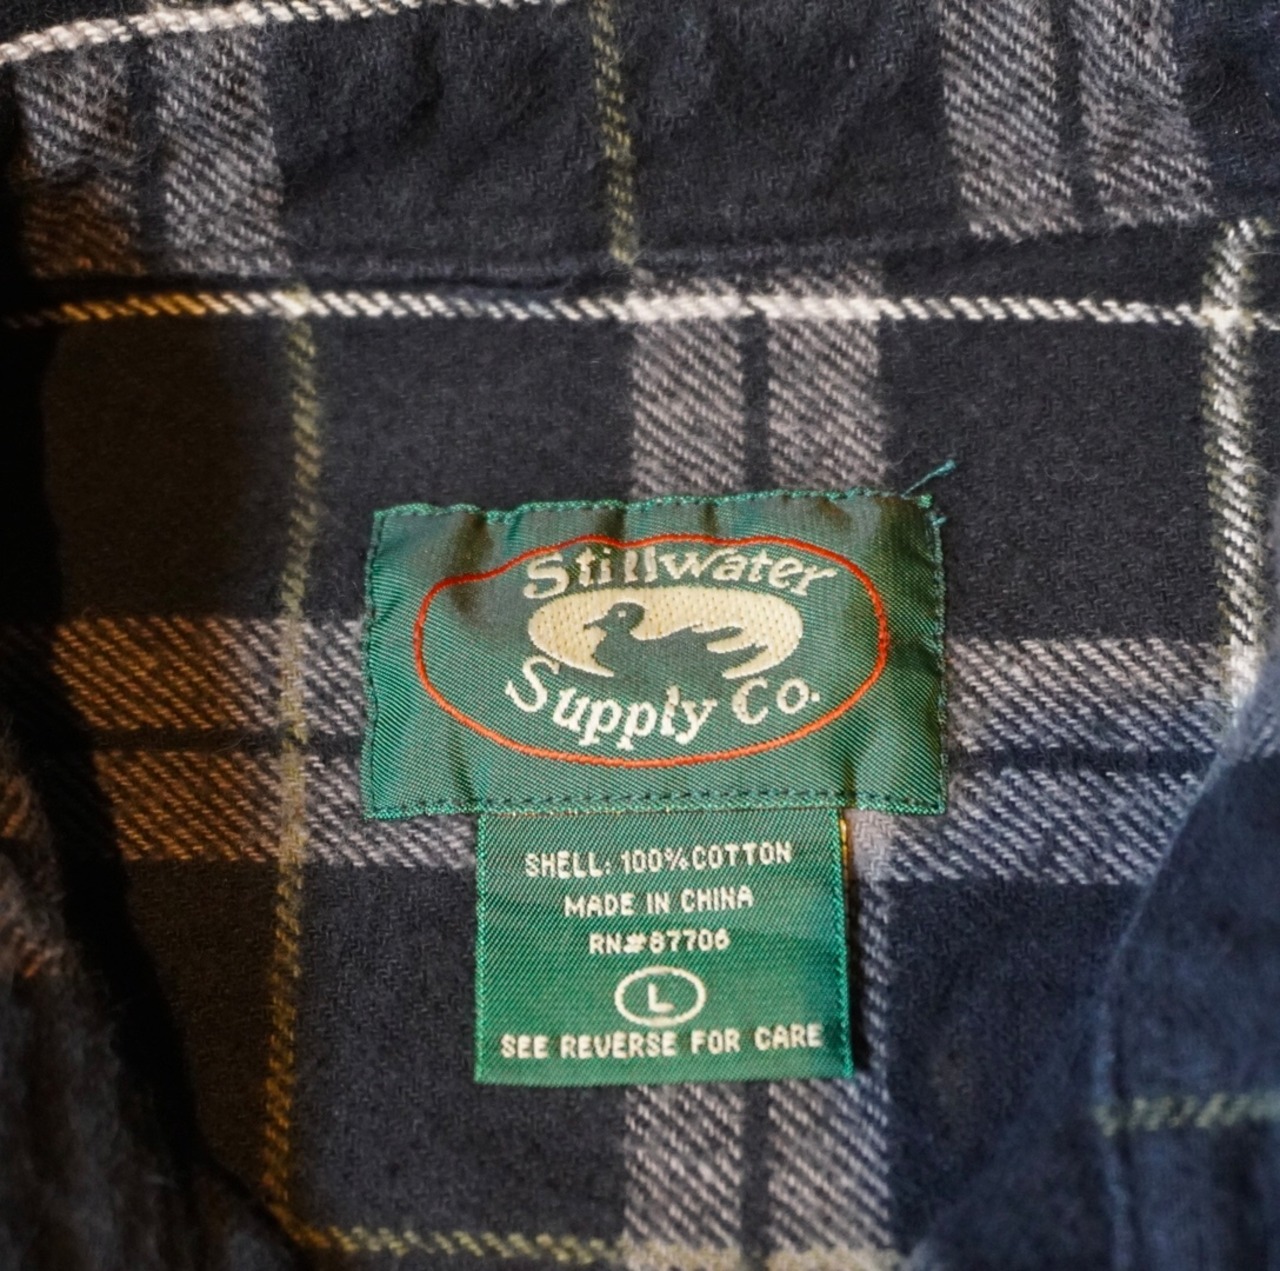 Stillwater
Supply Co.
SHELL: 100% COTTON
MADE IN CHINA
RN#87706
L
SEE REVERSE FOR CARE